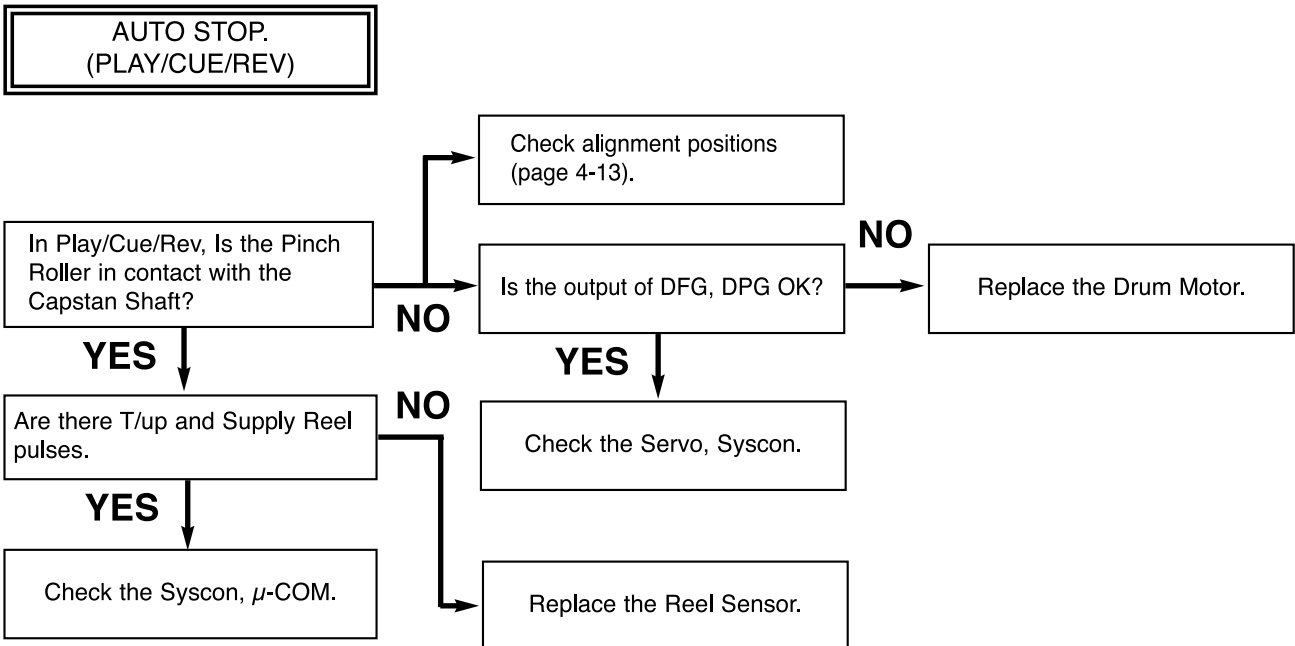 AUTO STOP.
(PLAY/CUE/REV)
Check alignment positions
(page 4-13).
In Play/Cue/Rev, Is the Pinch
Roller in contact with the
Capstan Shaft?
NO
Is the output of DFG, DPG OK?
NO
Replace the Drum Motor.
YES
YES
Are there T/up and Supply Reel
pulses.
NO
Check the Servo, Syscon.
YES
Check the Syscon, μ-COM.
Replace the Reel Sensor.